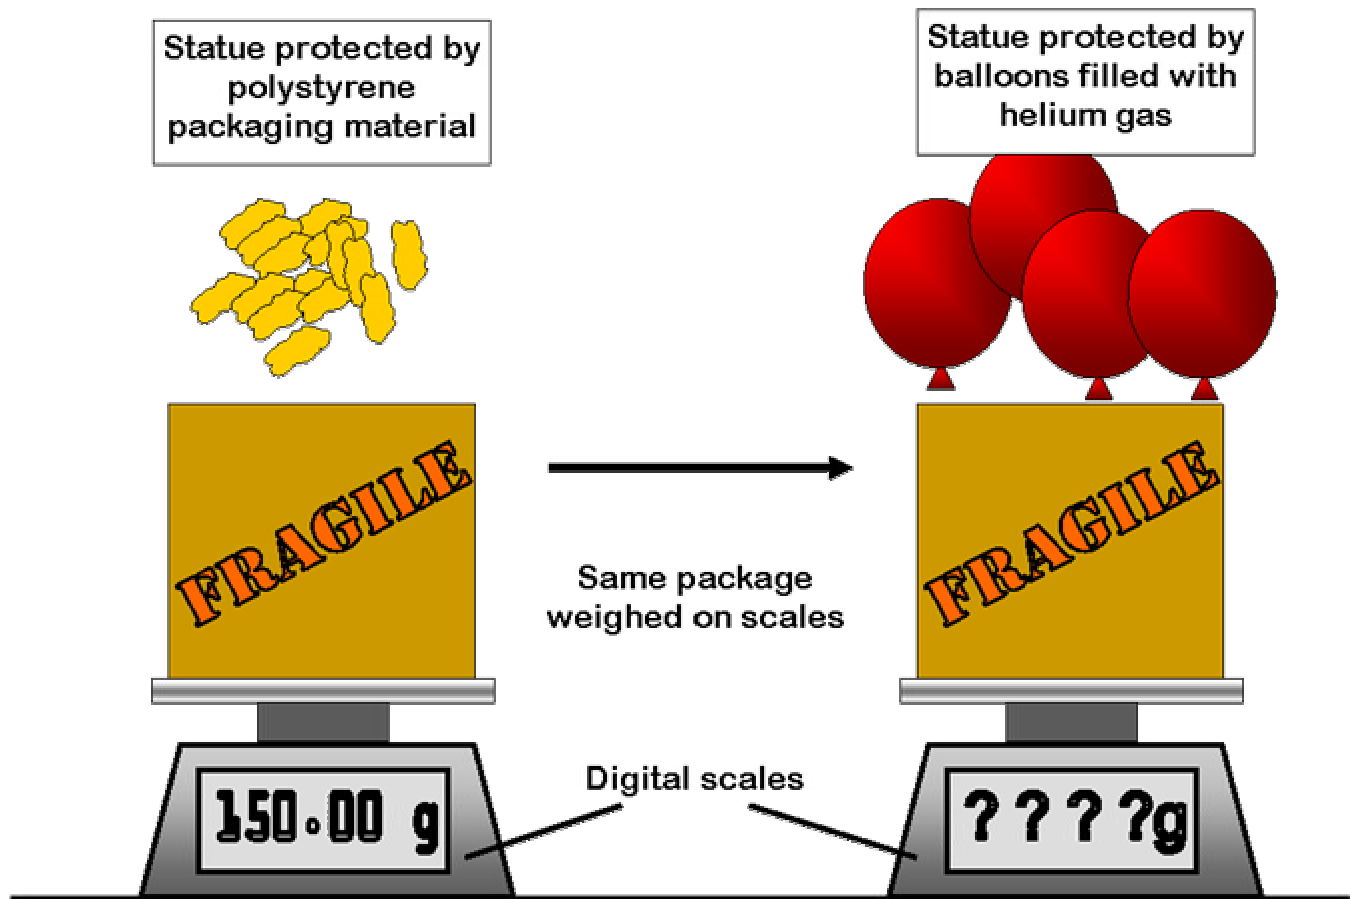 Statue protected by
polystyrene
packaging material
Statue protected by
balloons filled with
helium gas
FRAGILE
FRAGILE
Same package
weighed on scales
Digital scales
150.00 g
? ? ? ?g